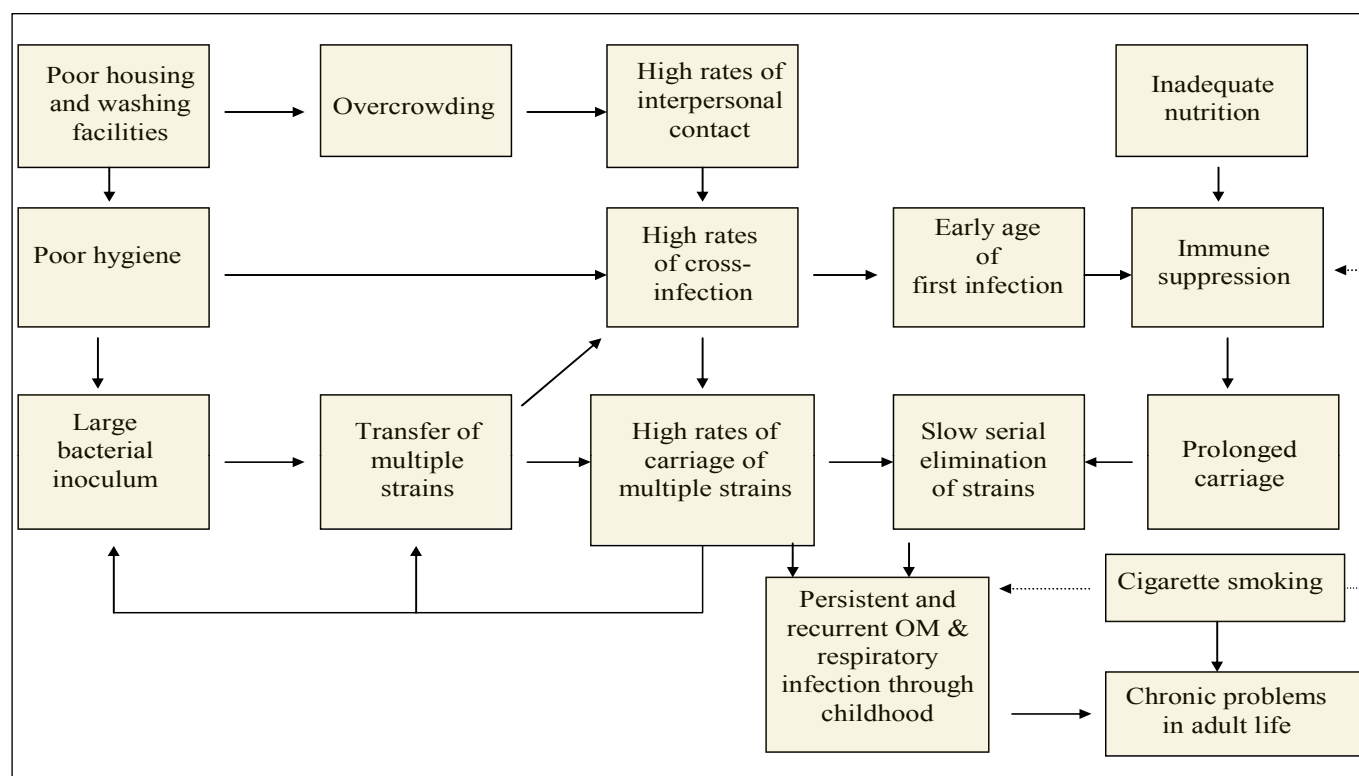 Poor housing
and washing
facilities
Overcrowding
High rates of
interpersonal
contact
Inadequate
nutrition
Poor hygiene
High rates
of cross-
infection
Early age
of
first infection
Immune
suppression
Large
bacterial
inoculum
Transfer of
multiple
strains
High rates of
carriage of
multiple strains
Slow serial
elimination
of strains
Prolonged
carriage
Persistent and
recurrent OM &
respiratory
infection through
childhood
Cigarette smoking
Chronic problems
in adult life